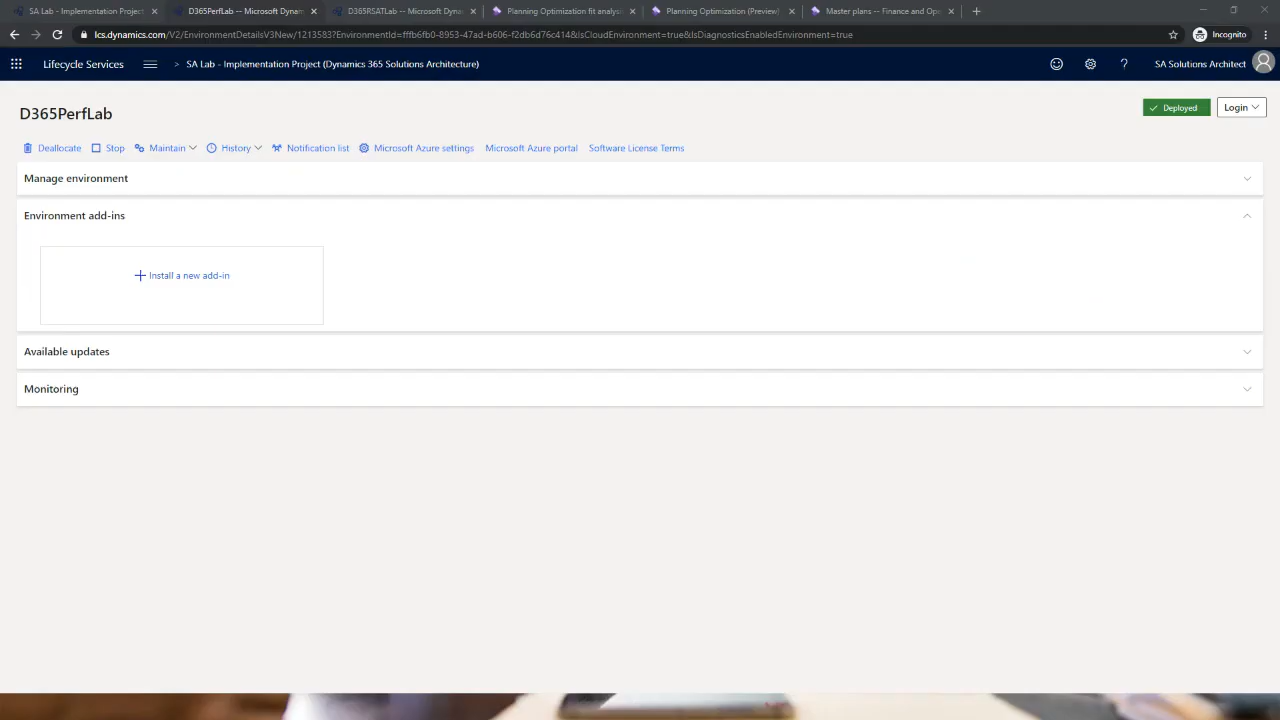 SA Lab - Implementation Project
D365PerfLab -- Microsoft Dynam
D365RSATLab -- Microsoft Dyna
Planning Optimization fit analysis
Planning Optimization (Preview)
Master plans -- Finance and Ope
lcs.dynamics.com/V2/EnvironmentDetailsV3New/1213583?EnvironmentId=fffb6fb0-8953-47ad-b606-f2db6d76c414&IsCloudEnvironment=true&IsDiagnosticsEnabledEnvironment=true
Incognito
Lifecycle Services
> SA Lab - Implementation Project (Dynamics 365 Solutions Architecture)
?
SA Solutions Architect
D365PerfLab
Deployed
Login
Deallocate
Stop
Maintain
History
Notification list
Microsoft Azure settings
Microsoft Azure portal
Software License Terms
Manage environment
Environment add-ins
Install a new add-in
Available updates
Monitoring